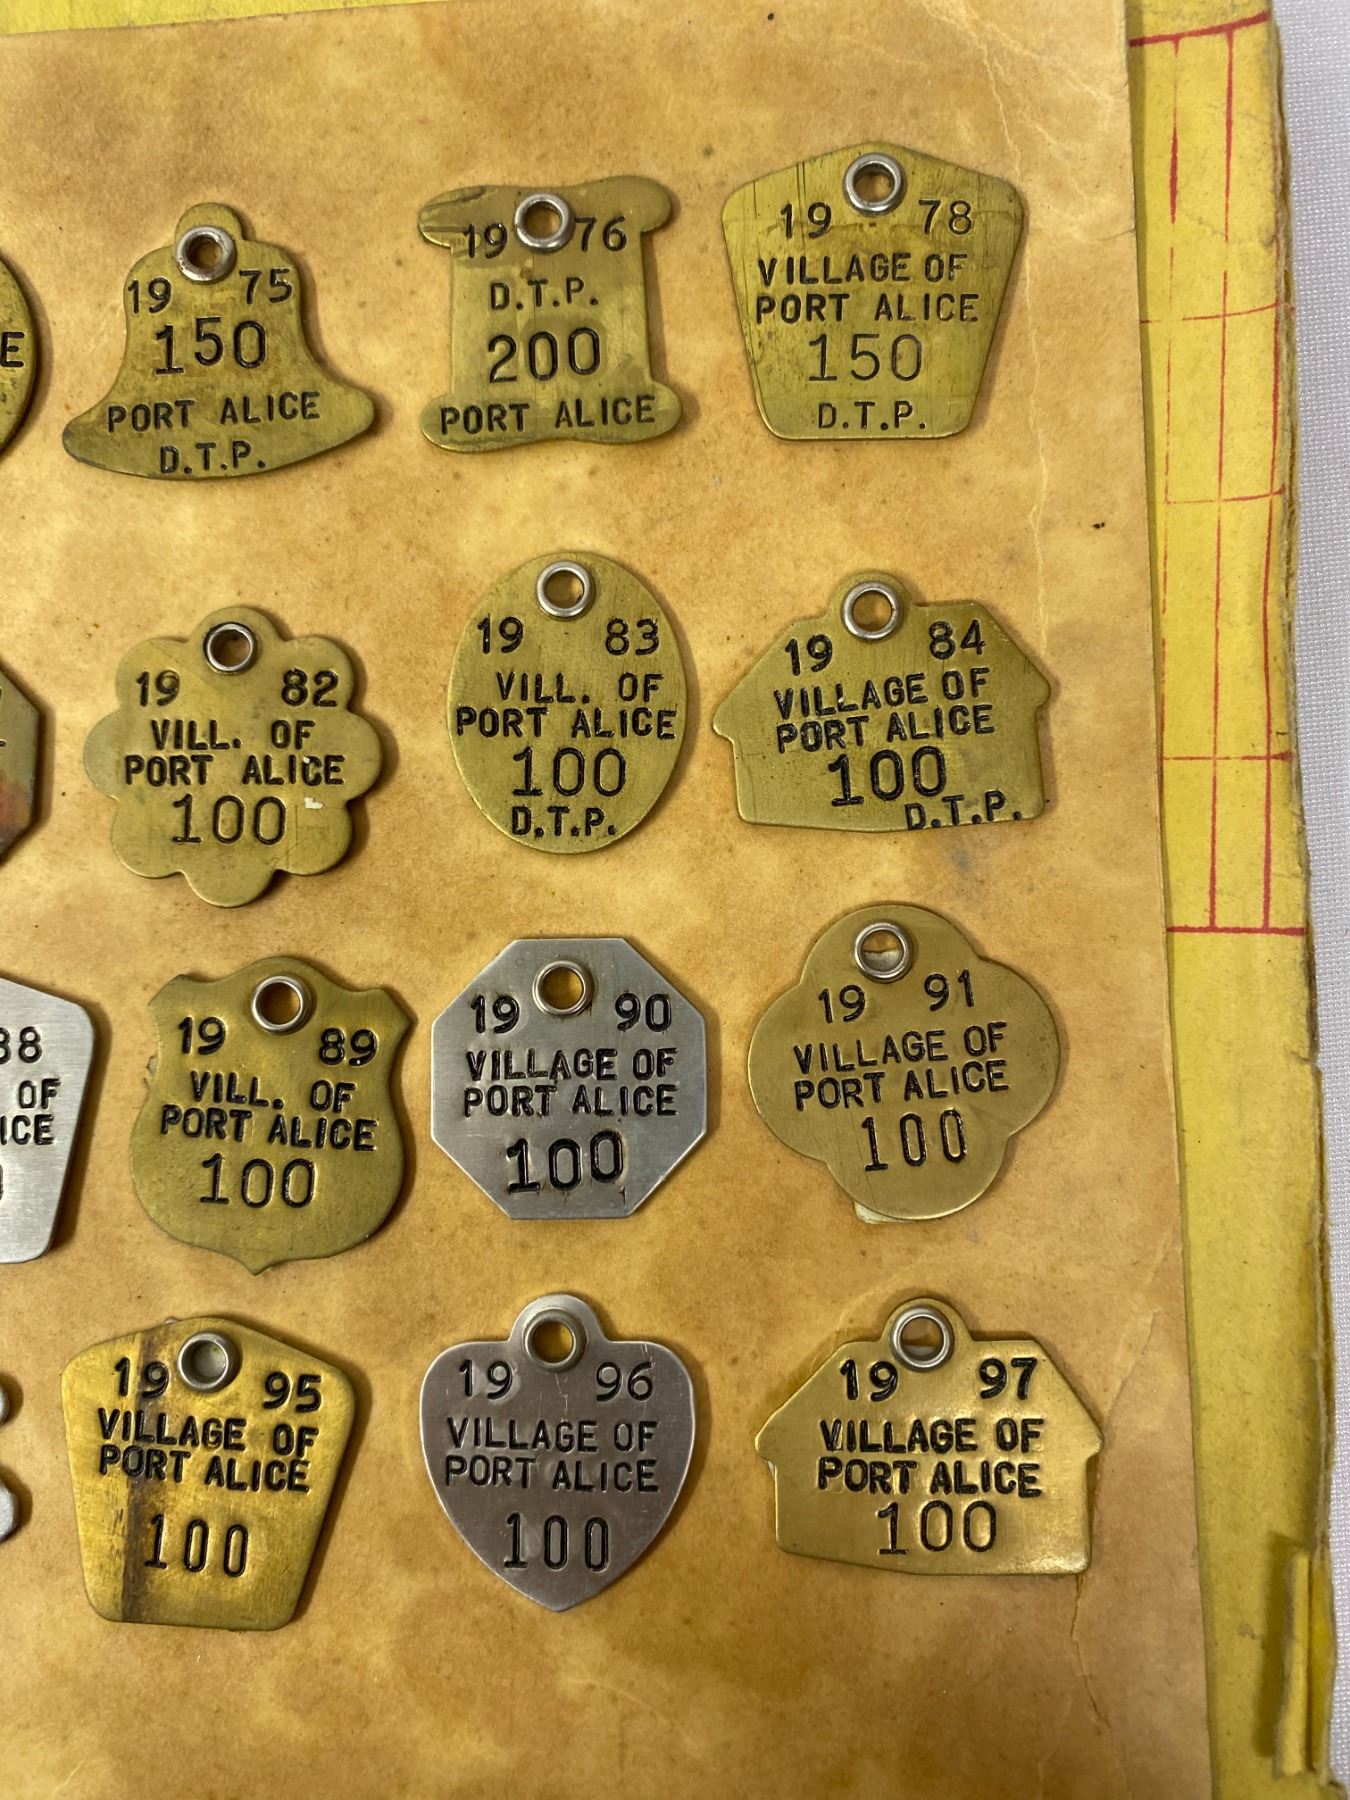 E
19 75
150
PORT ALICE
D.T.P.
19 76
D.T.P.
200
PORT ALICE
19 78
VILLAGE OF
PORT ALICE
150
D.T.P.
19 82
VILL. OF
PORT ALICE
100
19 83
VILL. OF
PORT ALICE
100
D.T.P.
19 84
VILLAGE OF
PORT ALICE
100
D.T.P.
88
OF
ICE
19 89
VILL. OF
PORT ALICE
100
19 90
VILLAGE OF
PORT ALICE
100
19 91
VILLAGE OF
PORT ALICE
100
19 95
VILLAGE OF
PORT ALICE
100
19 96
VILLAGE OF
PORT ALICE
100
19 97
VILLAGE OF
PORT ALICE
100